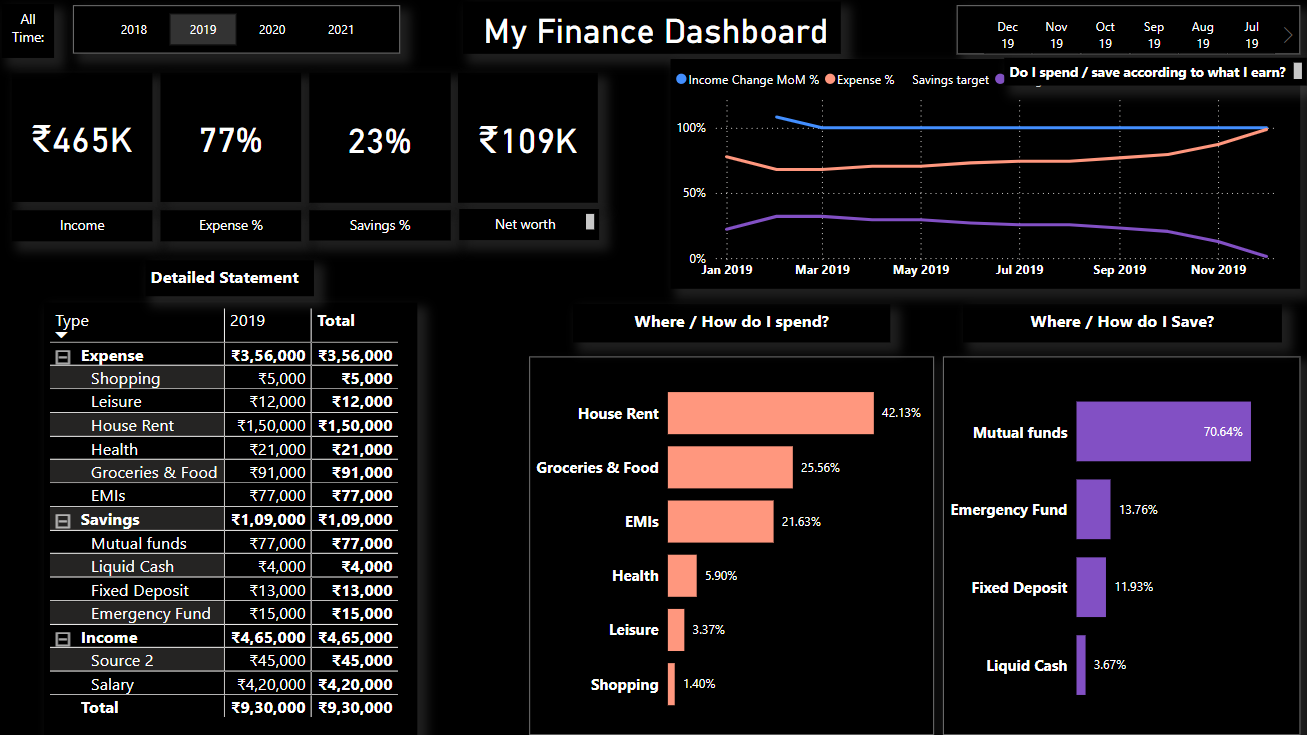 All
Time:
2018 2019 2020 2021
My Finance Dashboard
Dec Nov Oct Sep Aug Jul
19 19 19 19 19 19
₹465K 77% 23% ₹109K
Income Expense % Savings % Net worth
Income Change MoM % Expense % Savings target
Do I spend / save according to what I earn?
100%
50%
0%
Jan 2019 Mar 2019 May 2019 Jul 2019 Sep 2019 Nov 2019
Detailed Statement
Type 2019 Total
Expense ₹3,56,000 ₹3,56,000
Shopping ₹5,000 ₹5,000
Leisure ₹12,000 ₹12,000
House Rent ₹1,50,000 ₹1,50,000
Health ₹21,000 ₹21,000
Groceries & Food ₹91,000 ₹91,000
EMIs ₹77,000 ₹77,000
Savings ₹1,09,000 ₹1,09,000
Mutual funds ₹77,000 ₹77,000
Liquid Cash ₹4,000 ₹4,000
Fixed Deposit ₹13,000 ₹13,000
Emergency Fund ₹15,000 ₹15,000
Income ₹4,65,000 ₹4,65,000
Source 2 ₹45,000 ₹45,000
Salary ₹4,20,000 ₹4,20,000
Total ₹9,30,000 ₹9,30,000
Where / How do I spend?
House Rent 42.13%
Groceries & Food 25.56%
EMIs 21.63%
Health 5.90%
Leisure 3.37%
Shopping 1.40%
Where / How do I Save?
Mutual funds 70.64%
Emergency Fund 13.76%
Fixed Deposit 11.93%
Liquid Cash 3.67%